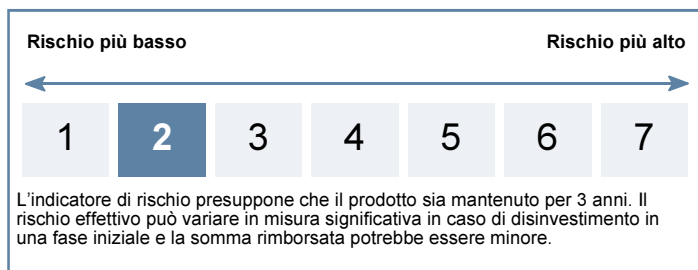 Rischio più basso Rischio più alto
1 2 3 4 5 6 7
L'indicatore di rischio presuppone che il prodotto sia mantenuto per 3 anni. Il
rischio effettivo può variare in misura significativa in caso di disinvestimento in
una fase iniziale e la somma rimborsata potrebbe essere minore.